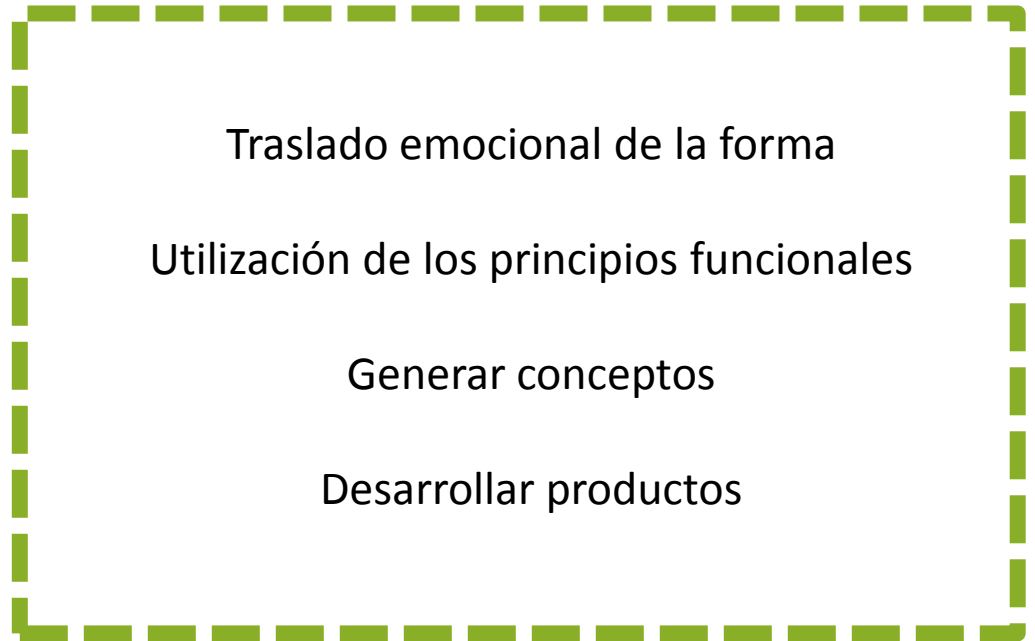 Traslado emocional de la forma
Utilización de los principios funcionales
Generar conceptos
Desarrollar productos